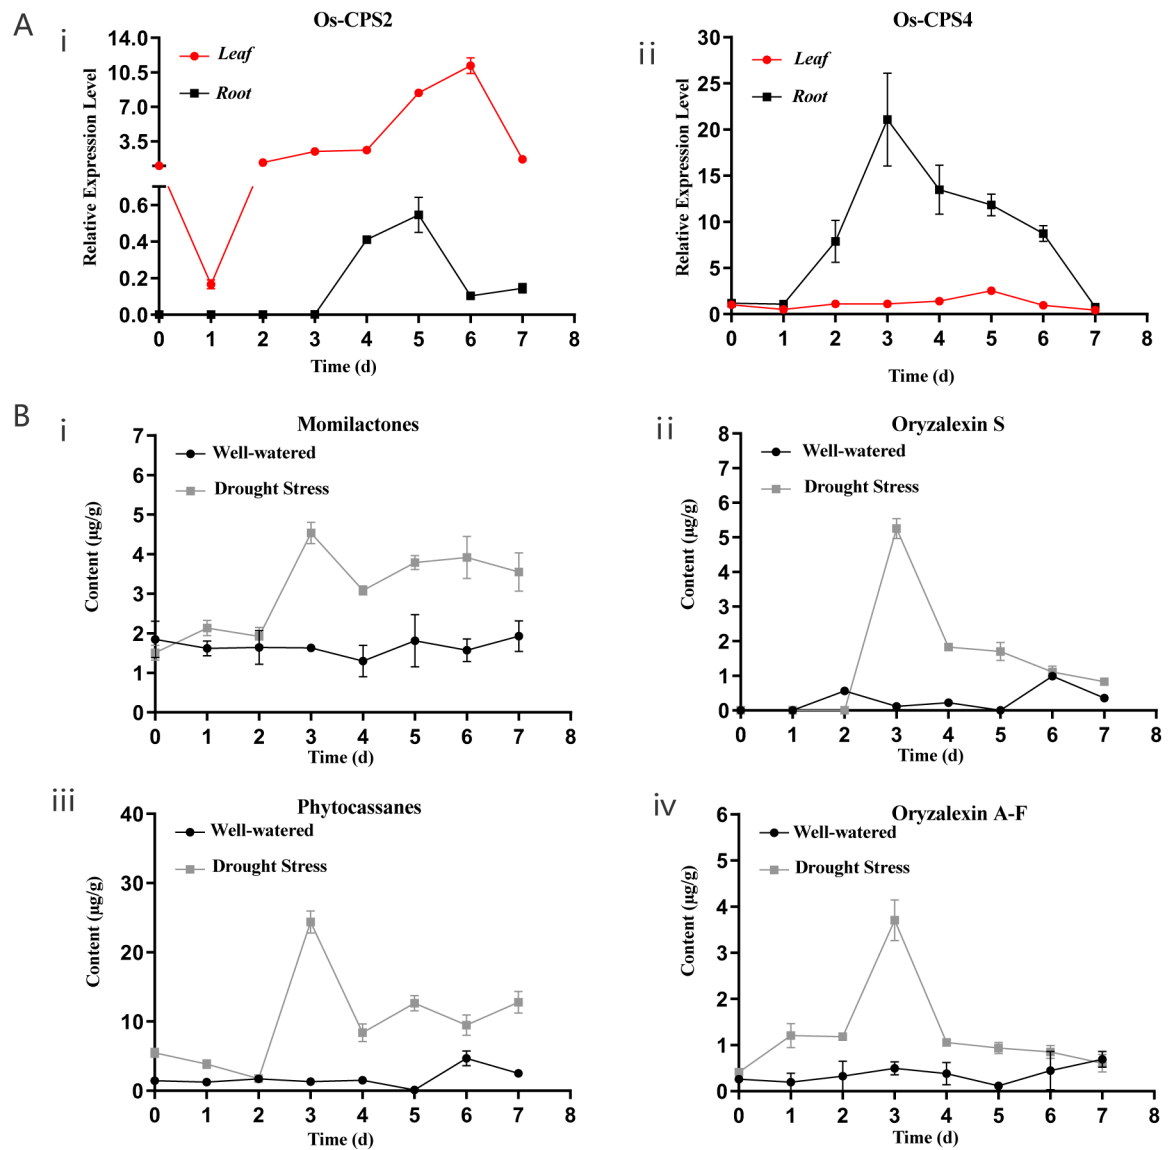 A
i
Os-CPS2
Relative Expression Level
14.0
10.5
7.0
3.5
0.6
0.4
0.2
0.0
Leaf
Root
0 1 2 3 4 5 6 7 8
Time (d)
ii
Os-CPS4
Relative Expression Level
30
25
20
15
10
5
0
Leaf
Root
0 1 2 3 4 5 6 7 8
Time (d)
B
i
Momilactones
Content (µg/g)
7
6
5
4
3
2
1
0
Well-watered
Drought Stress
0 1 2 3 4 5 6 7 8
Time (d)
ii
Oryzalexin S
Content (µg/g)
8
7
6
5
4
3
2
1
0
Well-watered
Drought Stress
0 1 2 3 4 5 6 7 8
Time (d)
iii
Phytocassanes
Content (µg/g)
40
30
20
10
0
Well-watered
Drought Stress
0 1 2 3 4 5 6 7 8
Time (d)
iv
Oryzalexin A-F
Content (µg/g)
6
5
4
3
2
1
0
Well-watered
Drought Stress
0 1 2 3 4 5 6 7 8
Time (d)